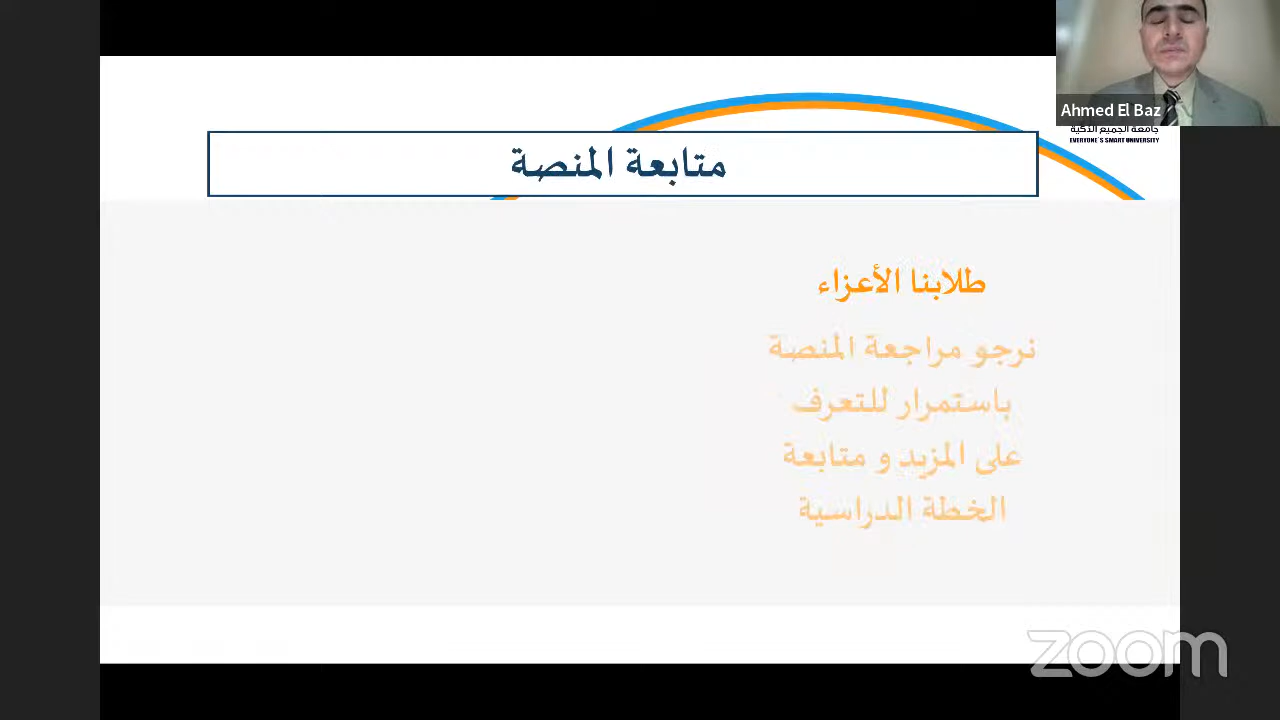 Ahmed El Baz
جامعة الجميع الذكية
EVERYONE`S SMART UNIVERSITY
متابعة المنصة
طلابنا الأعزاء
نرجو مراجعة المنصة
باستمرار للتعرف
على المزيد و متابعة
الخطة الدراسية
zoom